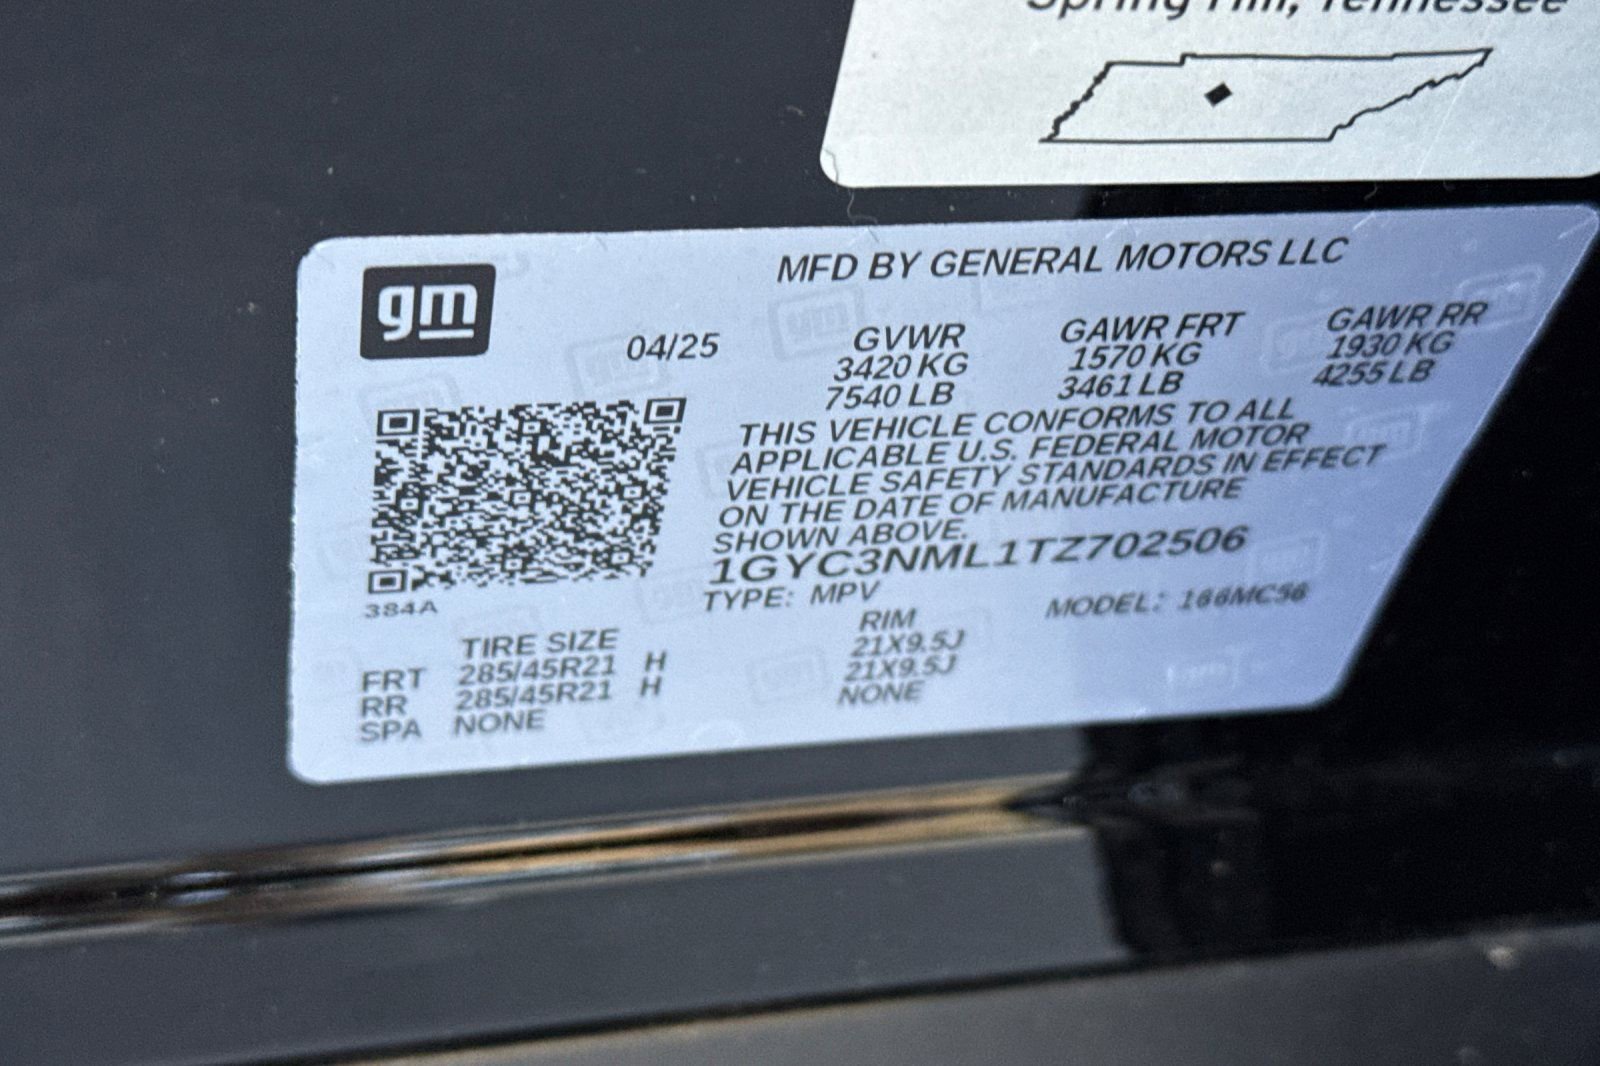 Spring Hill, Tennessee
gm
MFD BY GENERAL MOTORS LLC
04/25
GVWR GAWR FRT GAWR RR
3420 KG 1570 KG 1930 KG
7540 LB 3461 LB 4255 LB
THIS VEHICLE CONFORMS TO ALL
APPLICABLE U.S. FEDERAL MOTOR
VEHICLE SAFETY STANDARDS IN EFFECT
ON THE DATE OF MANUFACTURE
SHOWN ABOVE.
1GYC3NML1TZ702506
384A
TYPE: MPV MODEL: 166MC56
TIRE SIZE RIM
FRT 285/45R21 H 21X9.5J
RR 285/45R21 H 21X9.5J
SPA NONE NONE